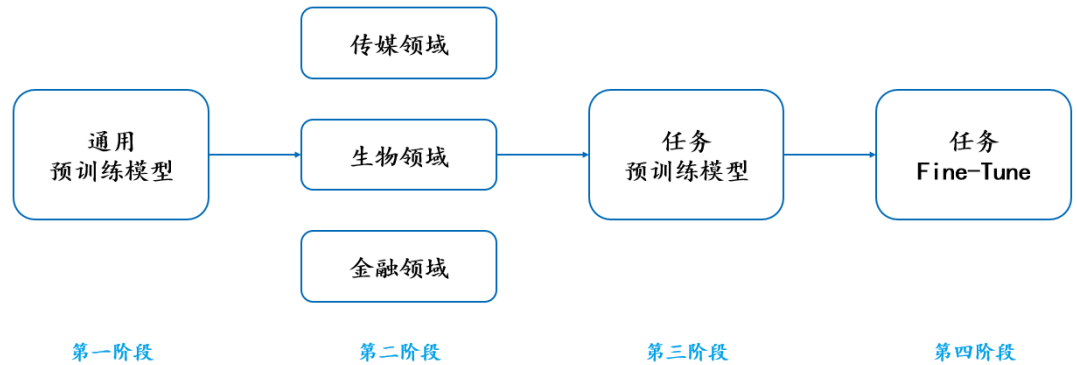 传媒领域
通用
预训练模型
生物领域
任务
预训练模型
任务
Fine-Tune
金融领域
第一阶段
第二阶段
第三阶段
第四阶段